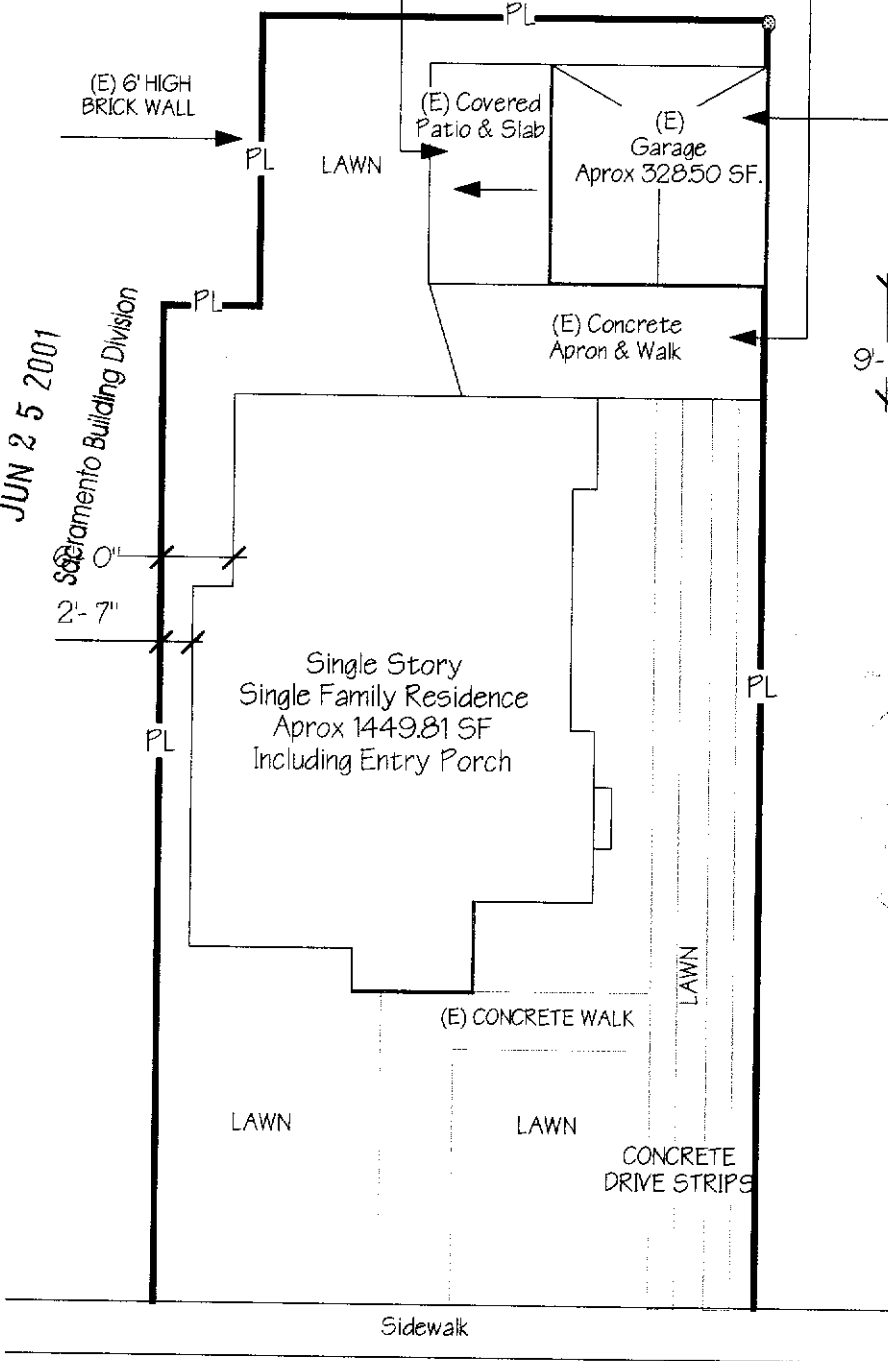 PL
(E) 6' HIGH
BRICK WALL
(E) Covered
Patio & Slab
(E)
Garage
Aprox 328.50 SF.
PL
LAWN
PL
(E) Concrete
Apron & Walk
9'-
JUN 25 2001
Sacramento Building Division
0"
2'- 7"
Single Story
Single Family Residence
Aprox 1449.81 SF
Including Entry Porch
PL
PL
LAWN
(E) CONCRETE WALK
LAWN
LAWN
CONCRETE
DRIVE STRIPS
Sidewalk